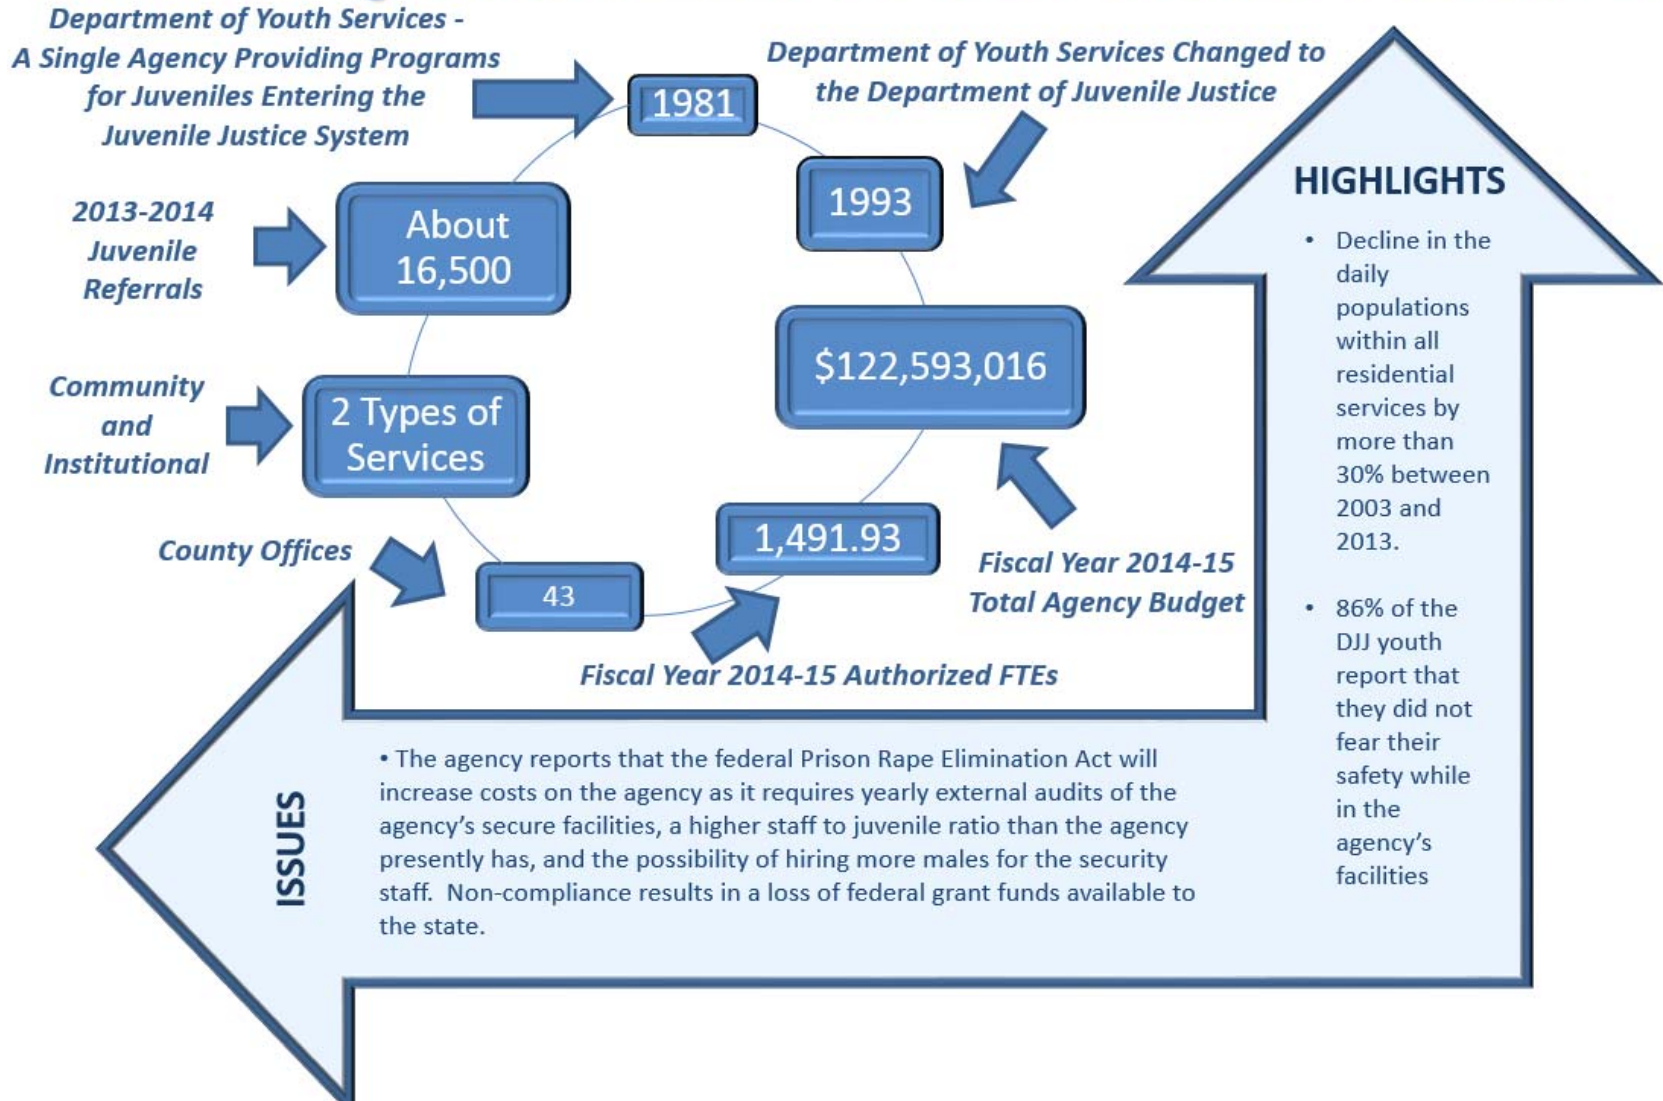 Department of Youth Services -
A Single Agency Providing Programs
for Juveniles Entering the
Juvenile Justice System
1981
Department of Youth Services Changed to
the Department of Juvenile Justice
1993
2013-2014
Juvenile
Referrals
About
16,500
$122,593,016
Community
and
Institutional
2 Types of
Services
1,491.93
Fiscal Year 2014-15
Total Agency Budget
County Offices
43
Fiscal Year 2014-15 Authorized FTEs
HIGHLIGHTS
• Decline in the
daily
populations
within all
residential
services by
more than
30% between
2003 and
2013.
• 86% of the
DJJ youth
report that
they did not
fear their
safety while
in the
agency’s
facilities
ISSUES
• The agency reports that the federal Prison Rape Elimination Act will
increase costs on the agency as it requires yearly external audits of the
agency’s secure facilities, a higher staff to juvenile ratio than the agency
presently has, and the possibility of hiring more males for the security
staff.  Non-compliance results in a loss of federal grant funds available to
the state.